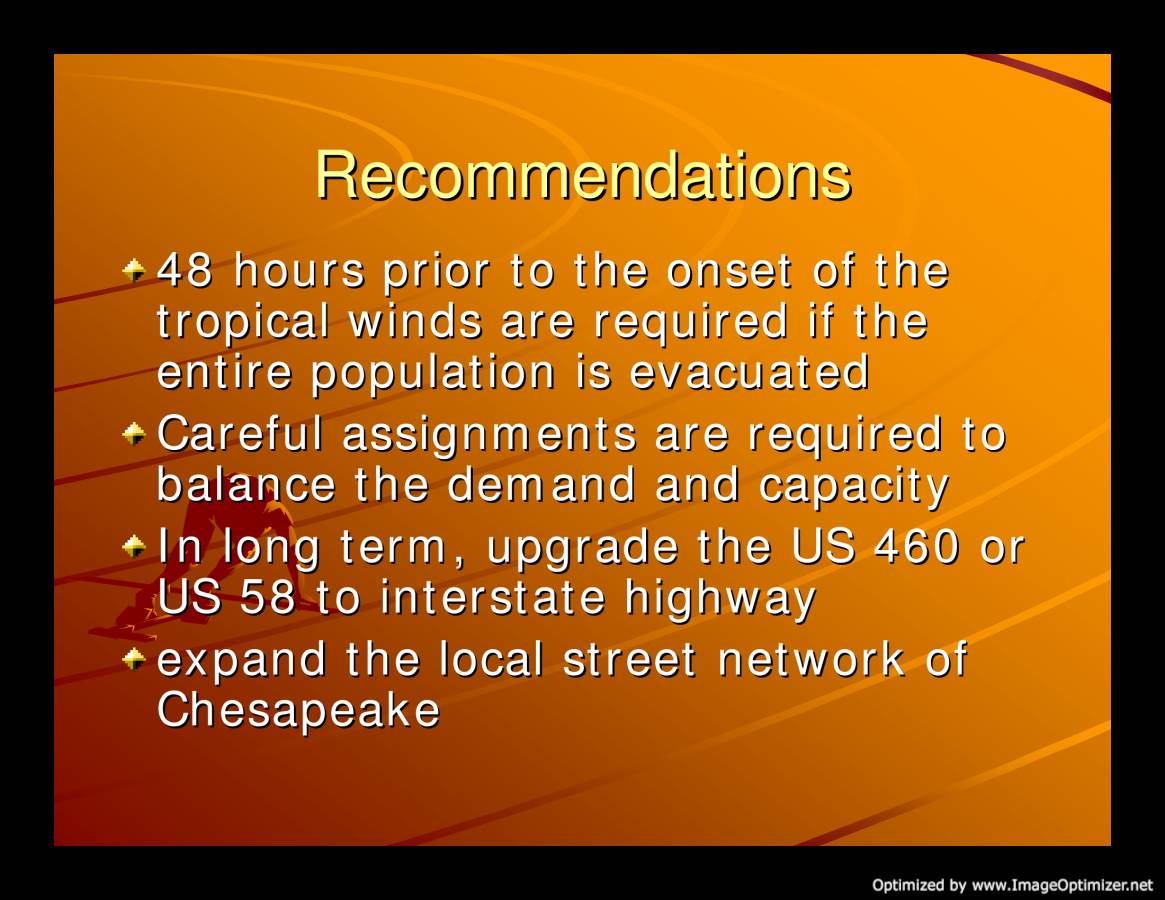 Recommendations
48 hours prior to the onset of the
tropical winds are required if the
entire population is evacuated
Careful assignments are required to
balance the demand and capacity
In long term, upgrade the US 460 or
US 58 to interstate highway
expand the local street network of
Chesapeake
Optimized by www.ImageOptimizer.net